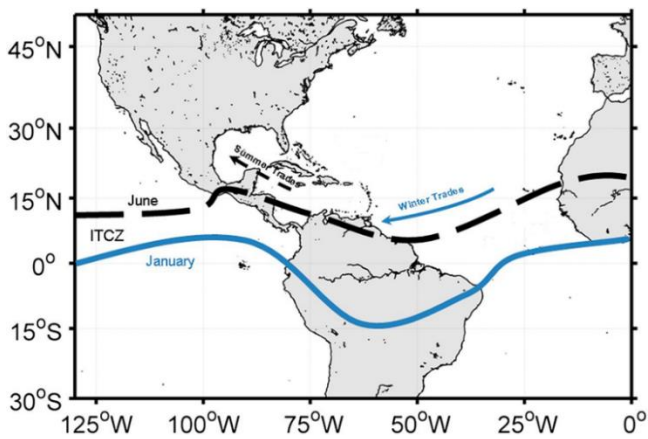 45°N
30°N
15°N
0°
15°S
30°S
Summer Trades
Winter Trades
June
ITCZ
January
125°W
100°W
75°W
50°W
25°W
0°